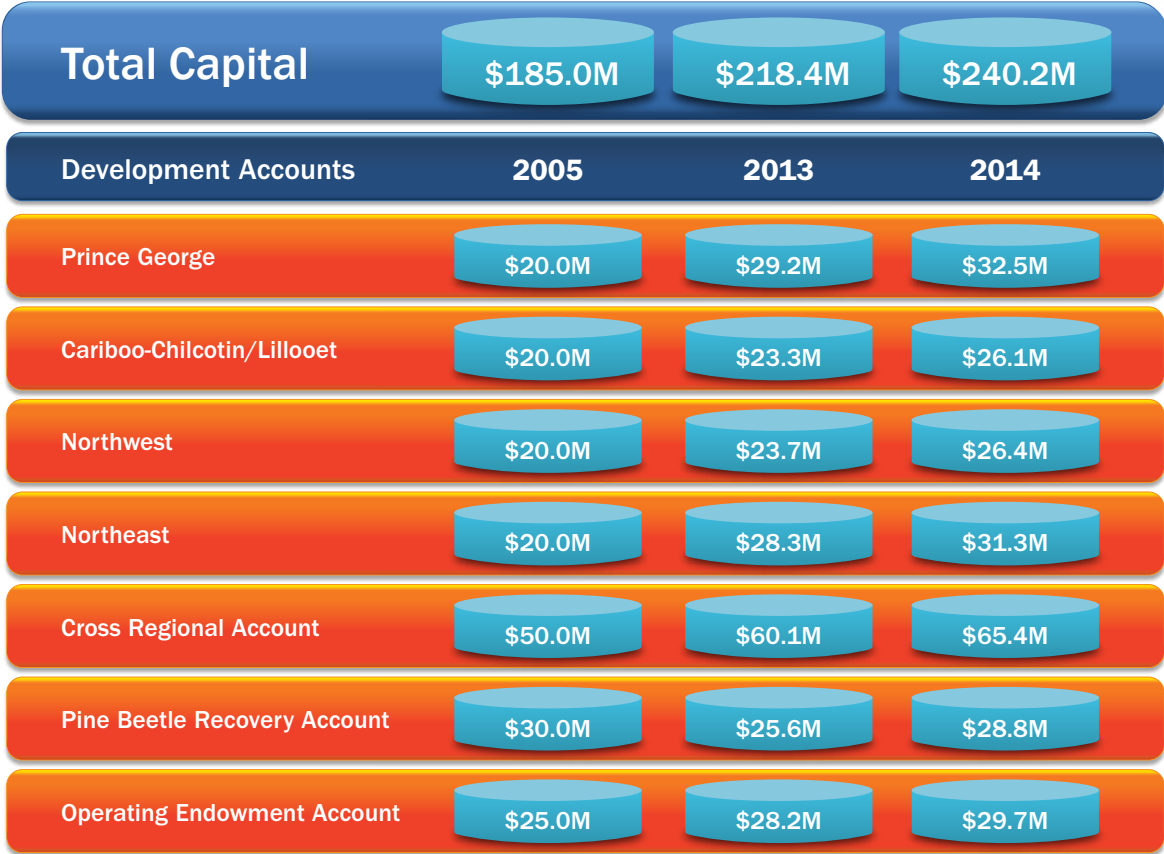 Total Capital $185.0M $218.4M $240.2M
Development Accounts 2005 2013 2014
Prince George $20.0M $29.2M $32.5M
Cariboo-Chilcotin/Lillooet $20.0M $23.3M $26.1M
Northwest $20.0M $23.7M $26.4M
Northeast $20.0M $28.3M $31.3M
Cross Regional Account $50.0M $60.1M $65.4M
Pine Beetle Recovery Account $30.0M $25.6M $28.8M
Operating Endowment Account $25.0M $28.2M $29.7M